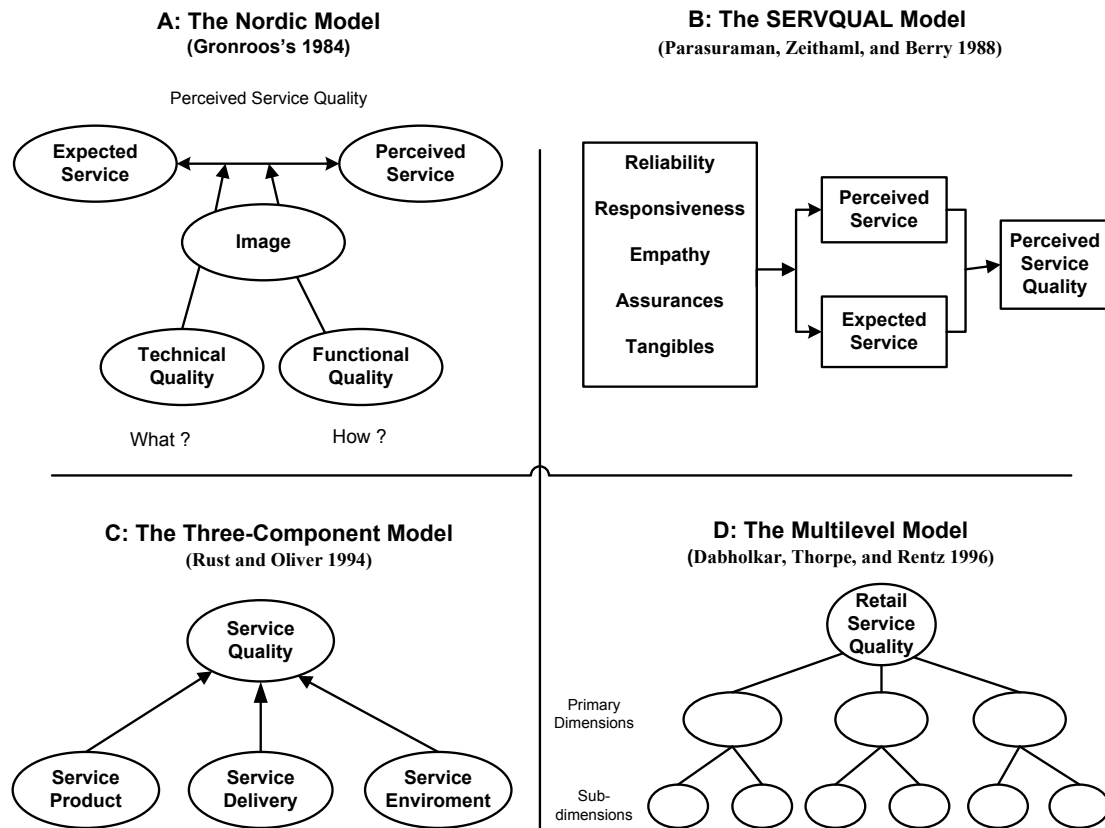 A: The Nordic Model
(Gronroos's 1984)
Perceived Service Quality
Expected
Service
Perceived
Service
Image
Technical
Quality
Functional
Quality
What ?
How ?
B: The SERVQUAL Model
(Parasuraman, Zeithaml, and Berry 1988)
Reliability
Responsiveness
Empathy
Assurances
Tangibles
Perceived
Service
Expected
Service
Perceived
Service
Quality
C: The Three-Component Model
(Rust and Oliver 1994)
Service
Quality
Service
Product
Service
Delivery
Service
Enviroment
D: The Multilevel Model
(Dabholkar, Thorpe, and Rentz 1996)
Retail
Service
Quality
Primary
Dimensions
Sub-
dimensions